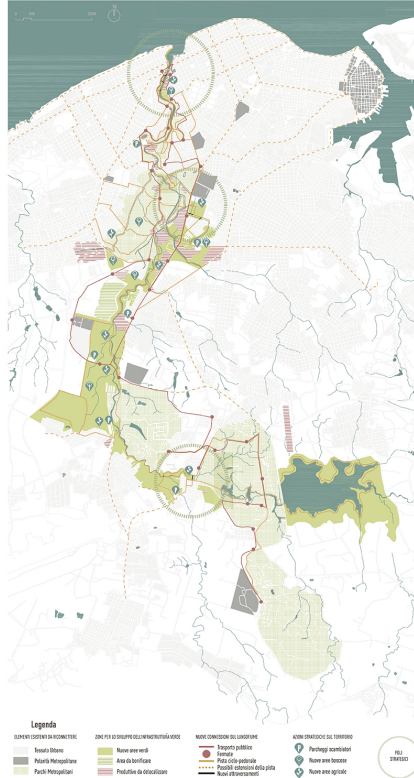 Legenda
ELEMENTI ESISTENTI DA RICONNETTERE
Tessuto Urbano
Polarità Metropolitane
Parchi Metropolitani
ZONE PER LO SVILUPPO DELL'INFRASTRUTTURA VERDE
Nuove aree verdi
Area da bonificare
Produttivo da delocalizzare
NUOVE CONNESSIONI SUL LUNGOFIUME
Trasporto pubblico
Fermate
Pista ciclo-pedonale
Possibili estensioni della pista
Nuovi attraversamenti
AZIONI STRATEGICHE SUL TERRITORIO
Parcheggi scambiatori
Nuove aree boscose
Nuove aree agricole
POLI
STRATEGICI